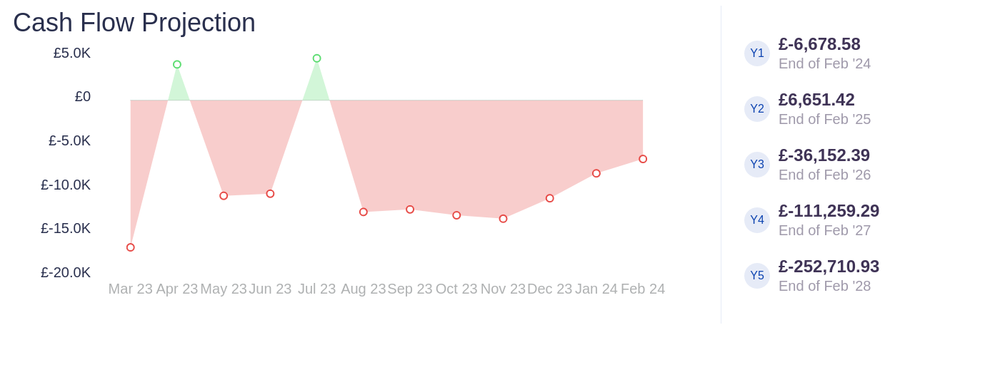 Cash Flow Projection
£5.0K
£0
£-5.0K
£-10.0K
£-15.0K
£-20.0K
Mar 23 Apr 23 May 23 Jun 23 Jul 23 Aug 23 Sep 23 Oct 23 Nov 23 Dec 23 Jan 24 Feb 24
Y1 £-6,678.58
End of Feb '24
Y2 £6,651.42
End of Feb '25
Y3 £-36,152.39
End of Feb '26
Y4 £-111,259.29
End of Feb '27
Y5 £-252,710.93
End of Feb '28